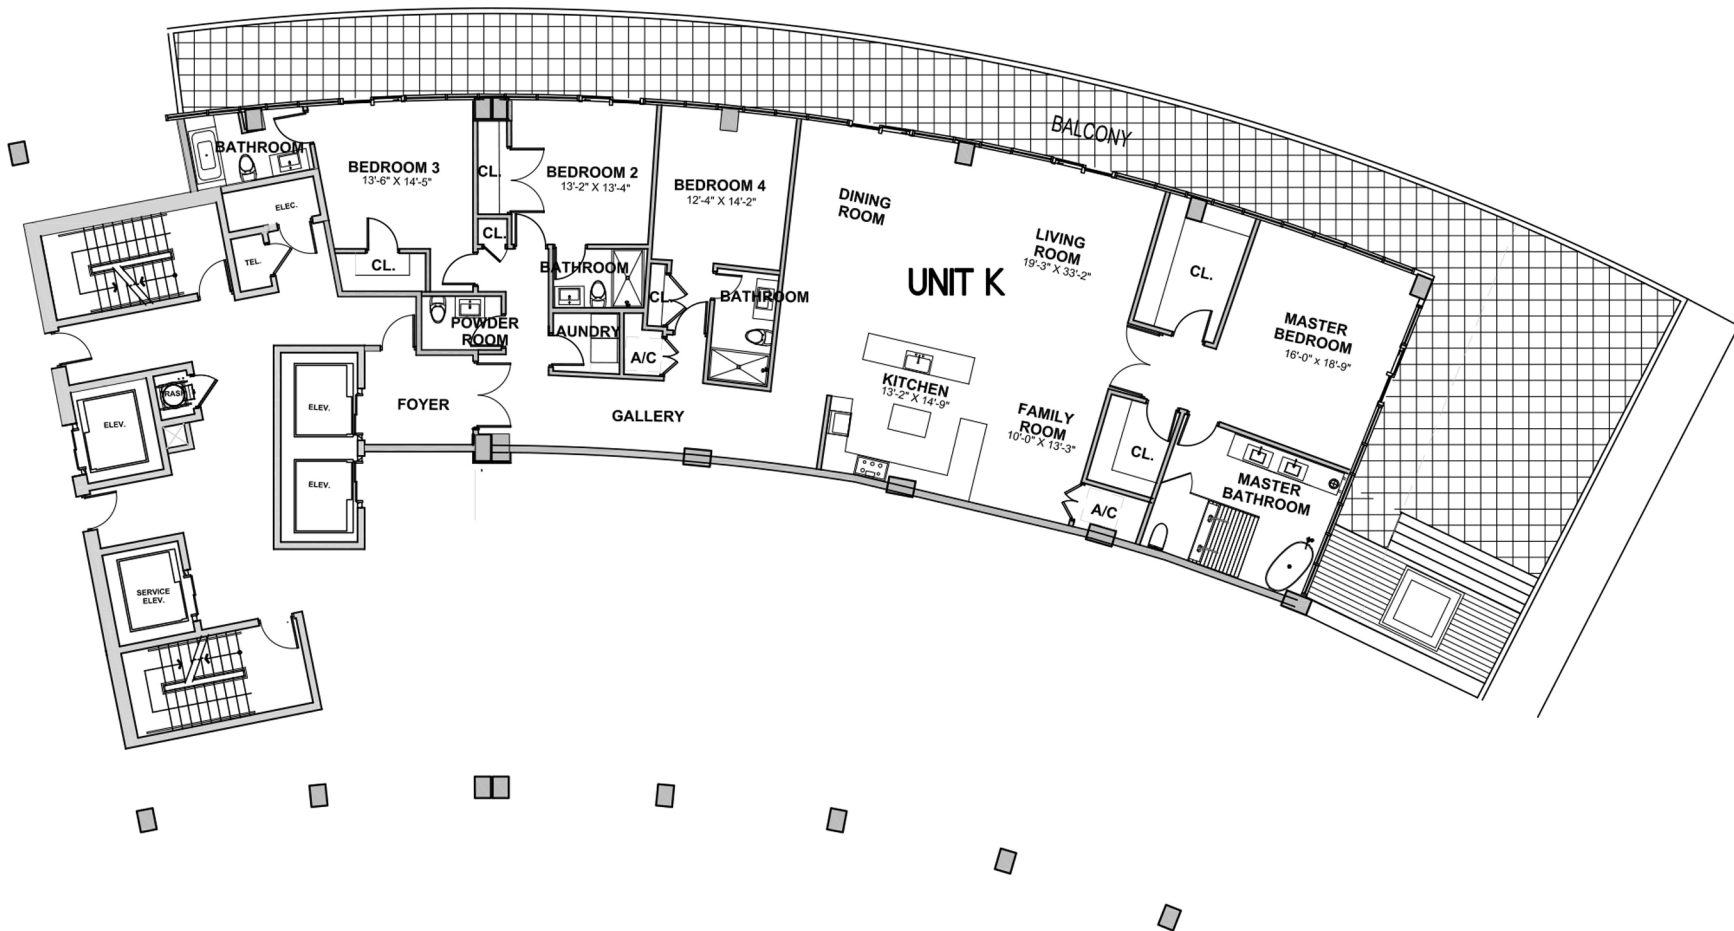 BALCONY
BATHROOM
BEDROOM 3
13'-6" X 14'-5"
CL.
BEDROOM 2
13'-2" X 13'-4"
BEDROOM 4
12'-4" X 14'-2"
DINING
ROOM
LIVING
ROOM
19'-3" X 33'-2"
UNIT K
CL.
MASTER
BEDROOM
16'-0" x 18'-9"
ELEC.
TEL.
CL.
CL.
BATHROOM
CL.
BATHROOM
POWDER
ROOM
LAUNDRY
A/C
KITCHEN
13'-2" X 14'-9"
FAMILY
ROOM
10'-0" X 13'-3"
CL.
A/C
MASTER
BATHROOM
FOYER
GALLERY
ELEV.
ELEV.
ELEV.
SERVICE
ELEV.